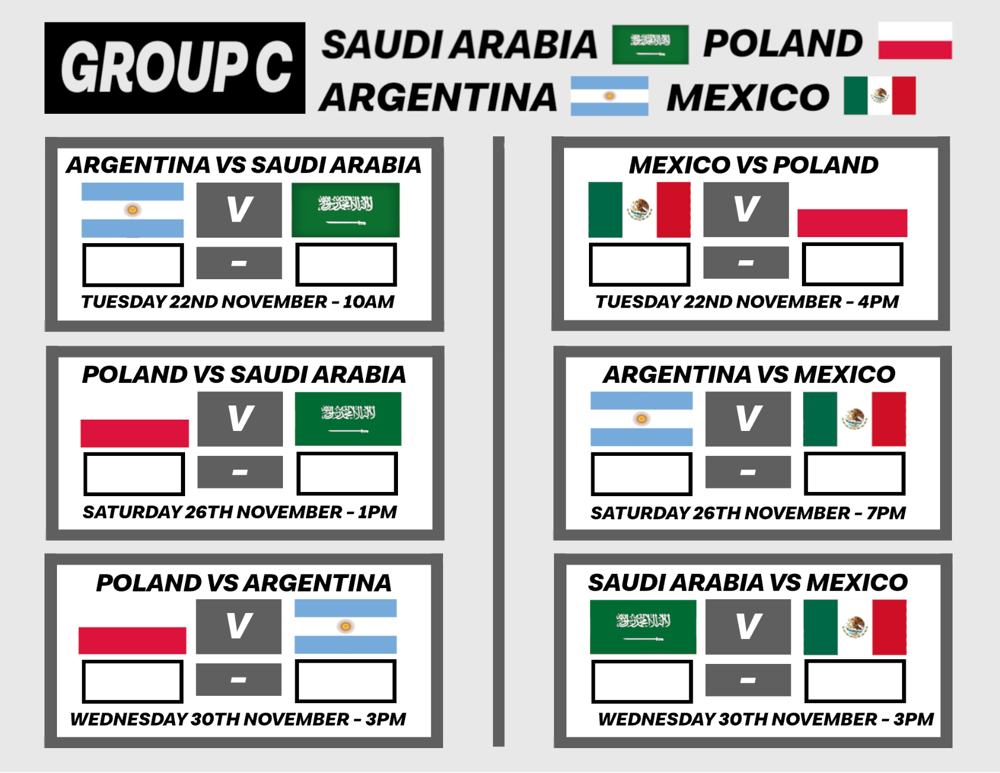 GROUP C
SAUDI ARABIA POLAND
ARGENTINA MEXICO
ARGENTINA VS SAUDI ARABIA
V
-
TUESDAY 22ND NOVEMBER - 10AM
MEXICO VS POLAND
V
-
TUESDAY 22ND NOVEMBER - 4PM
POLAND VS SAUDI ARABIA
V
-
SATURDAY 26TH NOVEMBER - 1PM
ARGENTINA VS MEXICO
V
-
SATURDAY 26TH NOVEMBER - 7PM
POLAND VS ARGENTINA
V
-
WEDNESDAY 30TH NOVEMBER - 3PM
SAUDI ARABIA VS MEXICO
V
-
WEDNESDAY 30TH NOVEMBER - 3PM